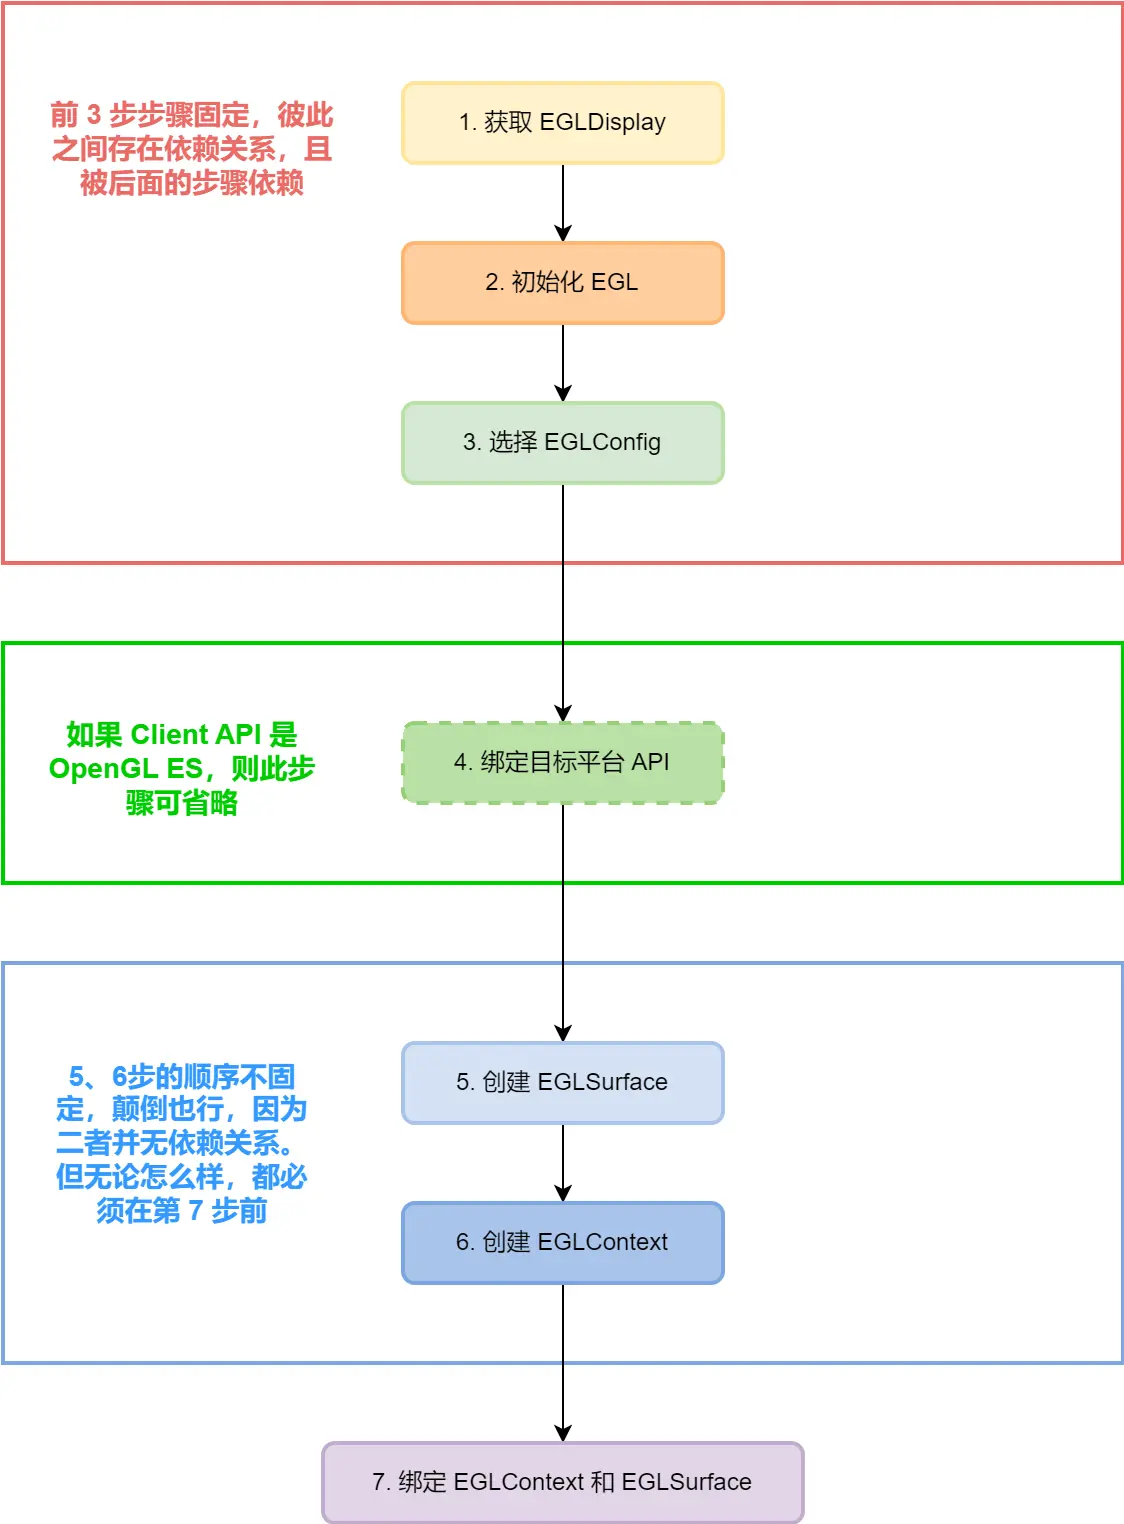 前 3 步步骤固定，彼此
之间存在依赖关系，且
被后面的步骤依赖
1. 获取 EGLDisplay
2. 初始化 EGL
3. 选择 EGLConfig
如果 Client API 是
OpenGL ES，则此步
骤可省略
4. 绑定目标平台 API
5、6步的顺序不固
定，颠倒也行，因为
二者并无依赖关系。
但无论怎么样，都必
须在第 7 步前
5. 创建 EGLSurface
6. 创建 EGLContext
7. 绑定 EGLContext 和 EGLSurface